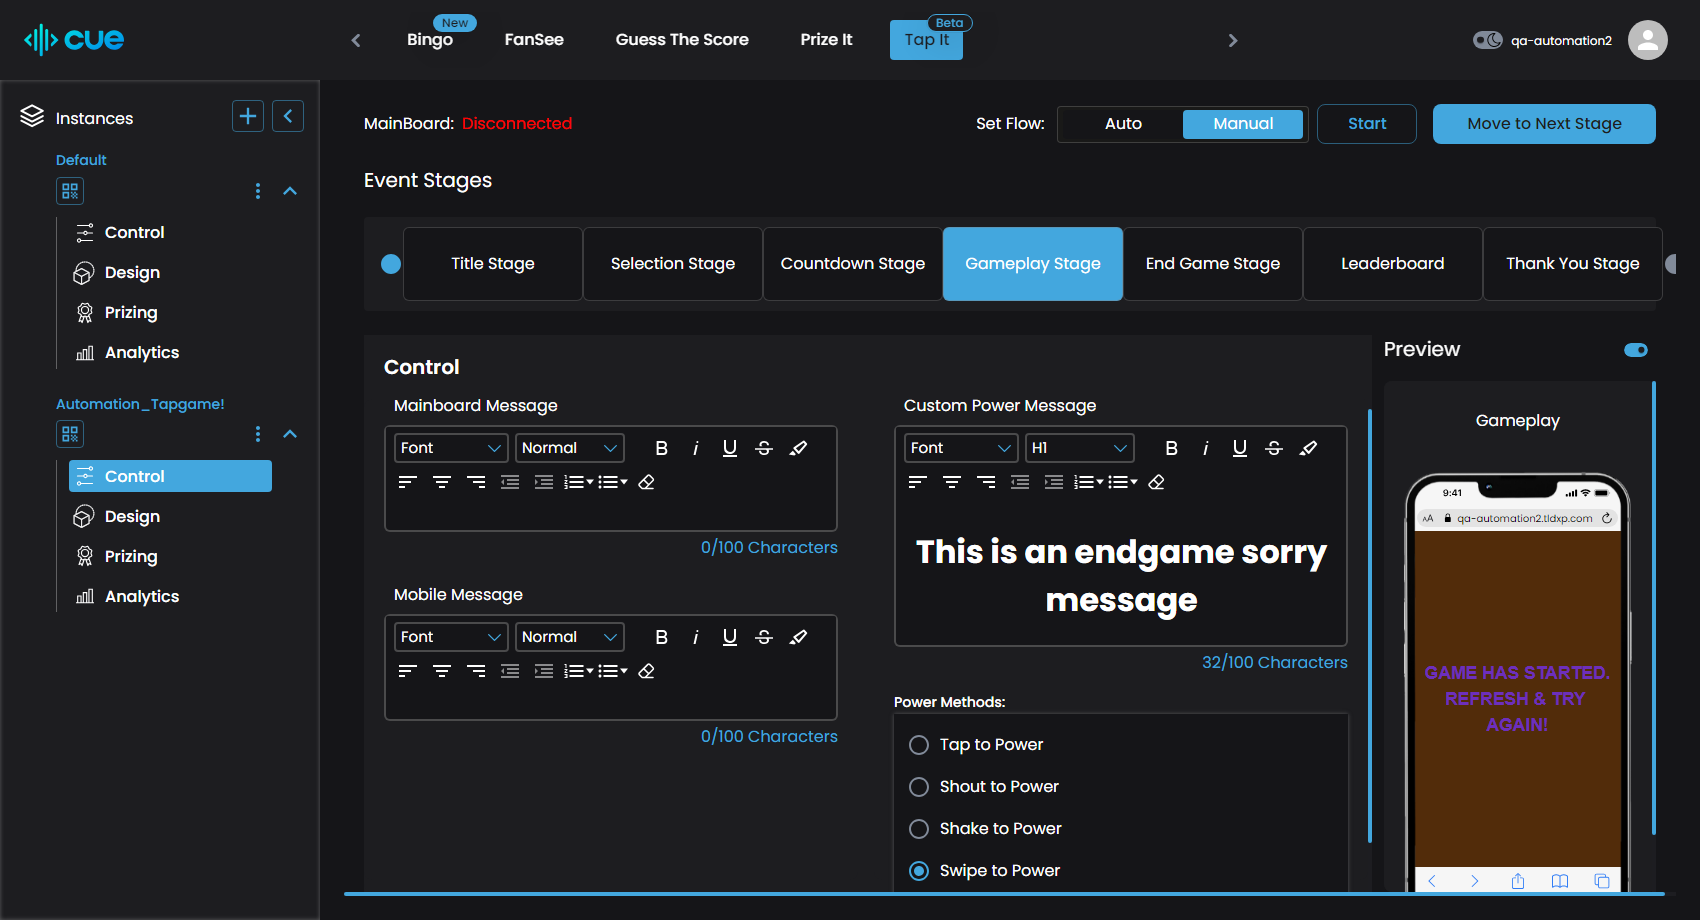 cue
New
Bingo
FanSee
Guess The Score
Prize It
Beta
Tap It
qa-automation2
Instances
Default
Control
Design
Prizing
Analytics
Automation_Tapgame!
Control
Design
Prizing
Analytics
MainBoard: Disconnected
Set Flow:
Auto
Manual
Start
Move to Next Stage
Event Stages
Title Stage
Selection Stage
Countdown Stage
Gameplay Stage
End Game Stage
Leaderboard
Thank You Stage
Control
Mainboard Message
Font
Normal
B i U S
0/100 Characters
Mobile Message
Font
Normal
B i U S
0/100 Characters
Custom Power Message
Font
H1
B i U S
This is an endgame sorry
message
32/100 Characters
Power Methods:
Tap to Power
Shout to Power
Shake to Power
Swipe to Power
Preview
Gameplay
9:41
AA qa-automation2.tldxp.com
GAME HAS STARTED.
REFRESH & TRY
AGAIN!